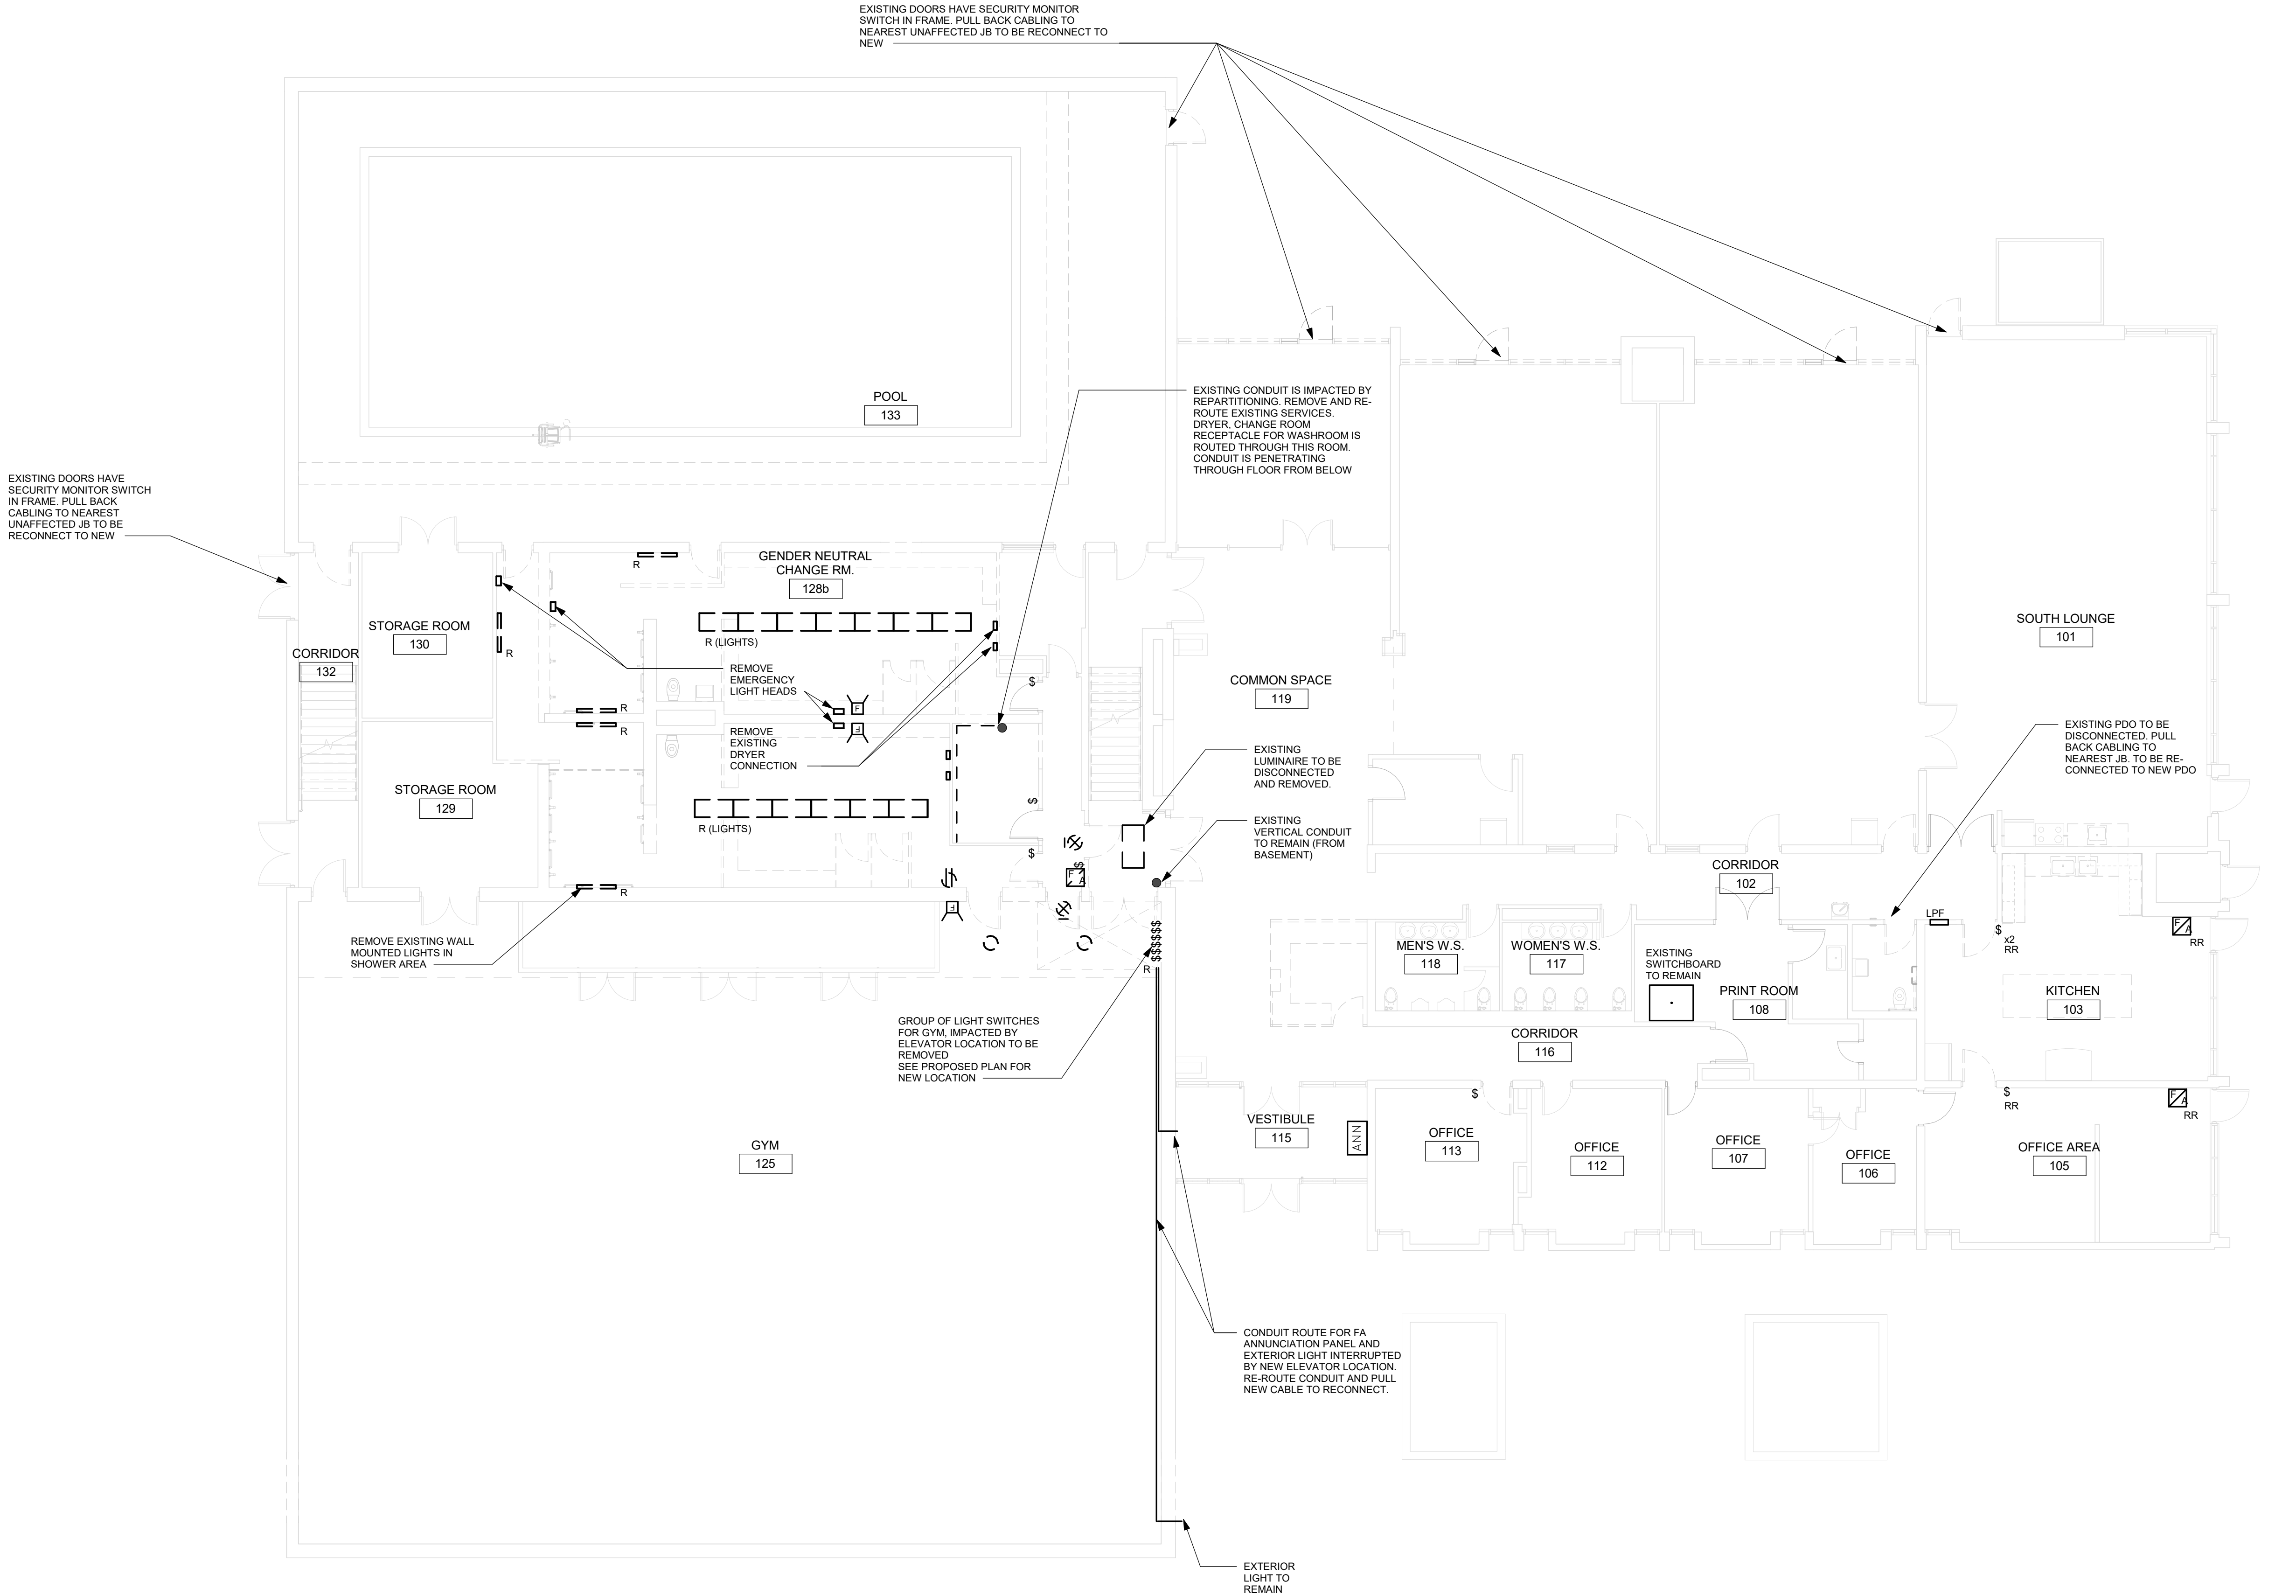 EXISTING DOORS HAVE SECURITY MONITOR
SWITCH IN FRAME. PULL BACK CABLING TO
NEAREST UNAFFECTED JB TO BE RECONNECT TO
NEW
POOL
133
EXISTING CONDUIT IS IMPACTED BY
REPARTITIONING. REMOVE AND RE-
ROUTE EXISTING SERVICES.
DRYER, CHANGE ROOM
RECEPTACLE FOR WASHROOM IS
ROUTED THROUGH THIS ROOM.
CONDUIT IS PENETRATING
THROUGH FLOOR FROM BELOW
EXISTING DOORS HAVE
SECURITY MONITOR SWITCH
IN FRAME. PULL BACK
CABLING TO NEAREST
UNAFFECTED JB TO BE
RECONNECT TO NEW
R
GENDER NEUTRAL
CHANGE RM.
128b
STORAGE ROOM
130
CORRIDOR
132
R
R (LIGHTS)
SOUTH LOUNGE
101
REMOVE
EMERGENCY
LIGHT HEADS
$
COMMON SPACE
119
R
F
R
F
REMOVE
EXISTING
DRYER
CONNECTION
EXISTING
LUMINAIRE TO BE
DISCONNECTED
AND REMOVED.
EXISTING PDO TO BE
DISCONNECTED. PULL
BACK CABLING TO
NEAREST JB. TO BE RE-
CONNECTED TO NEW PDO
STORAGE ROOM
129
$
R (LIGHTS)
EXISTING
VERTICAL CONDUIT
TO REMAIN (FROM
BASEMENT)
$
$
F
A
R
F
CORRIDOR
102
LPF
$
x2
RR
F
A
RR
REMOVE EXISTING WALL
MOUNTED LIGHTS IN
SHOWER AREA
$$$$$$
R
MEN'S W.S.
118
WOMEN'S W.S.
117
EXISTING
SWITCHBOARD
TO REMAIN
PRINT ROOM
108
KITCHEN
103
GROUP OF LIGHT SWITCHES
FOR GYM, IMPACTED BY
ELEVATOR LOCATION TO BE
REMOVED
SEE PROPOSED PLAN FOR
NEW LOCATION
CORRIDOR
116
$
$
RR
F
A
RR
GYM
125
VESTIBULE
115
ANN
OFFICE
113
OFFICE
112
OFFICE
107
OFFICE
106
OFFICE AREA
105
CONDUIT ROUTE FOR FA
ANNUNCIATION PANEL AND
EXTERIOR LIGHT INTERRUPTED
BY NEW ELEVATOR LOCATION.
RE-ROUTE CONDUIT AND PULL
NEW CABLE TO RECONNECT.
EXTERIOR
LIGHT TO
REMAIN